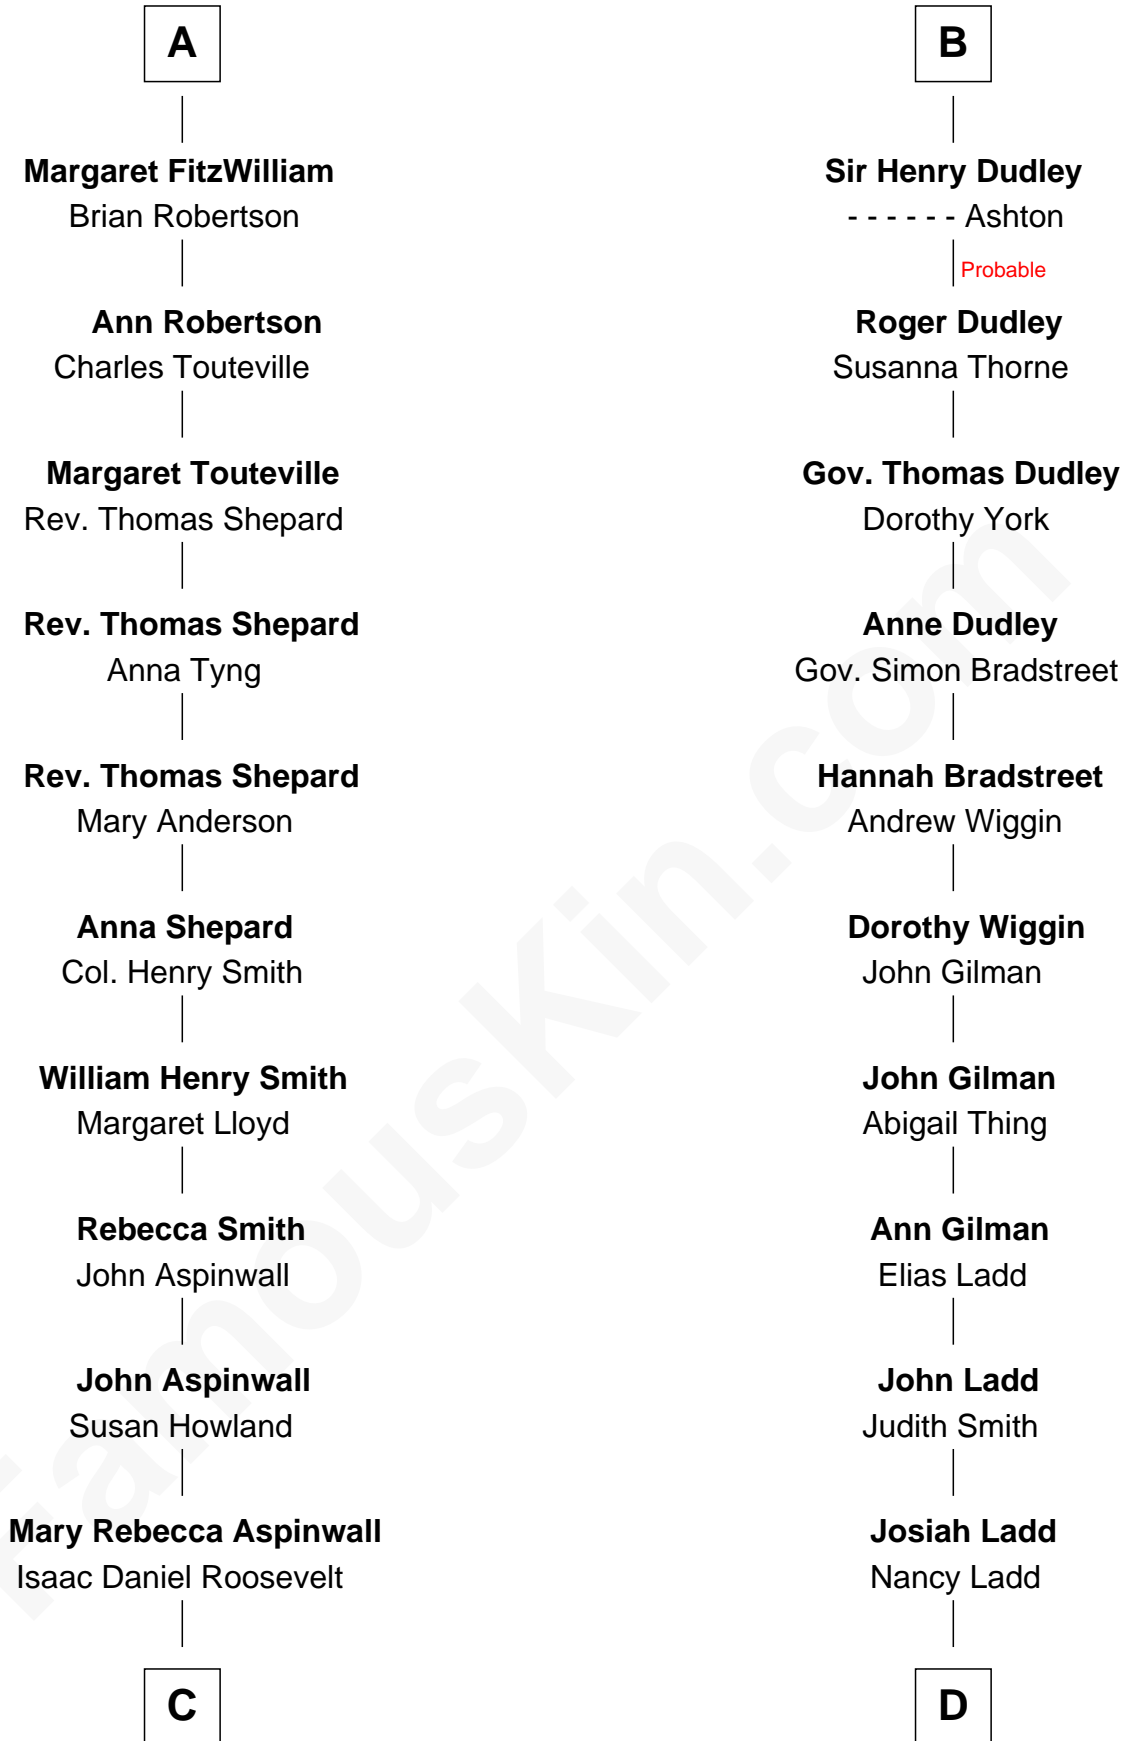 A
Margaret FitzWilliam
Brian Robertson
Ann Robertson
Charles Touteville
Margaret Touteville
Rev. Thomas Shepard
Rev. Thomas Shepard
Anna Tyng
Rev. Thomas Shepard
Mary Anderson
Anna Shepard
Col. Henry Smith
William Henry Smith
Margaret Lloyd
Rebecca Smith
John Aspinwall
John Aspinwall
Susan Howland
Mary Rebecca Aspinwall
Isaac Daniel Roosevelt
C
B
Sir Henry Dudley
- - - - - - Ashton
Probable
Roger Dudley
Susanna Thorne
Gov. Thomas Dudley
Dorothy York
Anne Dudley
Gov. Simon Bradstreet
Hannah Bradstreet
Andrew Wiggin
Dorothy Wiggin
John Gilman
John Gilman
Abigail Thing
Ann Gilman
Elias Ladd
John Ladd
Judith Smith
Josiah Ladd
Nancy Ladd
D
FamousKin.com